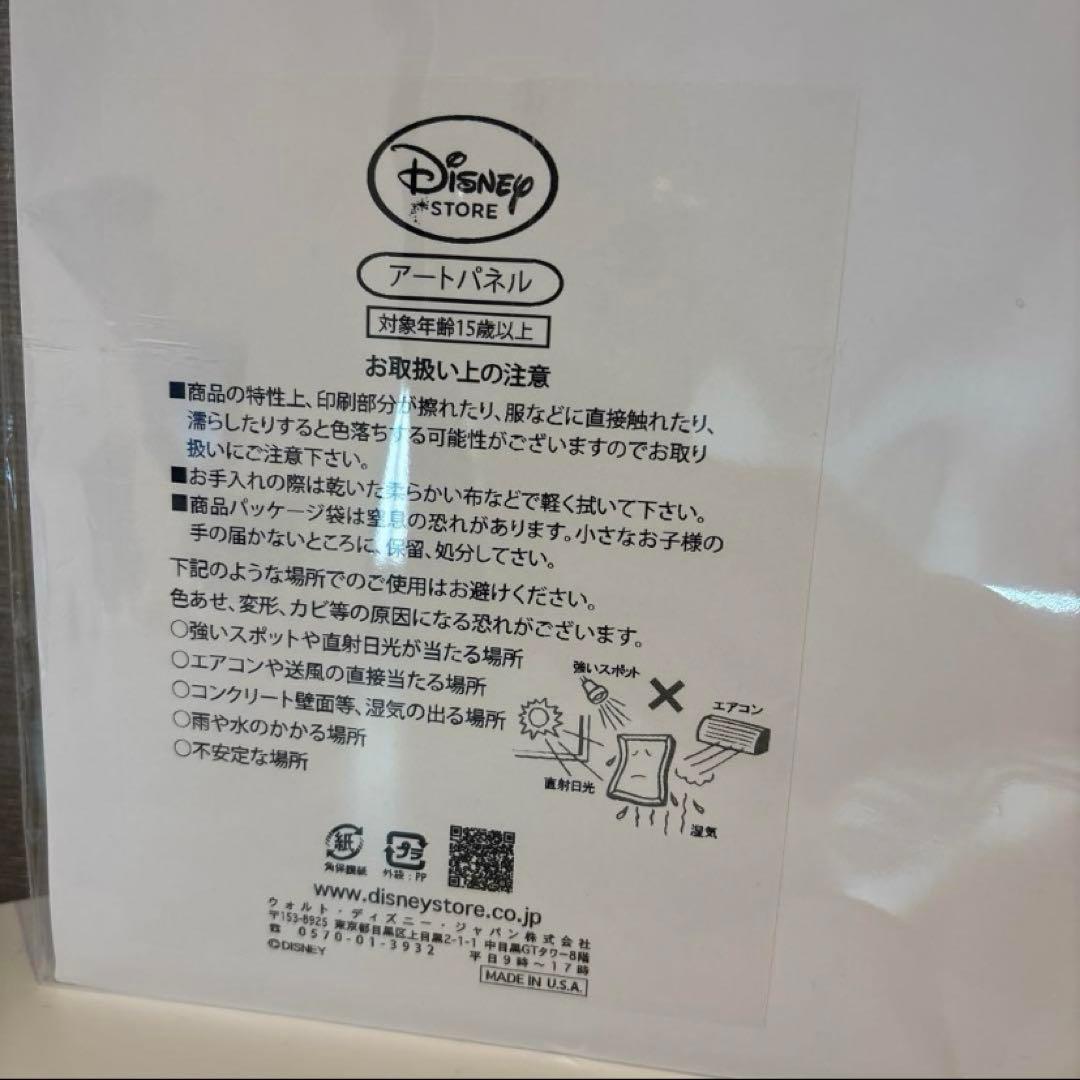 DISNEY
STORE
アートパネル
対象年齢15歳以上
お取扱い上の注意
■商品の特性上、印刷部分が擦れたり、服などに直接触れたり、
濡らしたりすると色落ちする可能性がございますのでお取り
扱いにご注意下さい。
■お手入れの際は乾いた柔らかい布などで軽く拭いて下さい。
■商品パッケージ袋は窒息の恐れがあります。小さなお子様の
手の届かないところに、保留、処分してさい。
下記のような場所でのご使用はお避けください。
色あせ、変形、カビ等の原因になる恐れがございます。
○強いスポットや直射日光が当たる場所
○エアコンや送風の直接当たる場所
○コンクリート壁面等、湿気の出る場所
○雨や水のかかる場所
○不安定な場所
強いスポット
エアコン
直射日光
湿気
紙
プラ
角保護紙
外袋：PP
www.disneystore.co.jp
ウォルト・ディズニー・ジャパン株式会社
〒153-8925 東京都目黒区上目黒2-1-1 中目黒GTタワー8階
☎ 0570-01-3932 平日9時～17時
©DISNEY
MADE IN U.S.A.